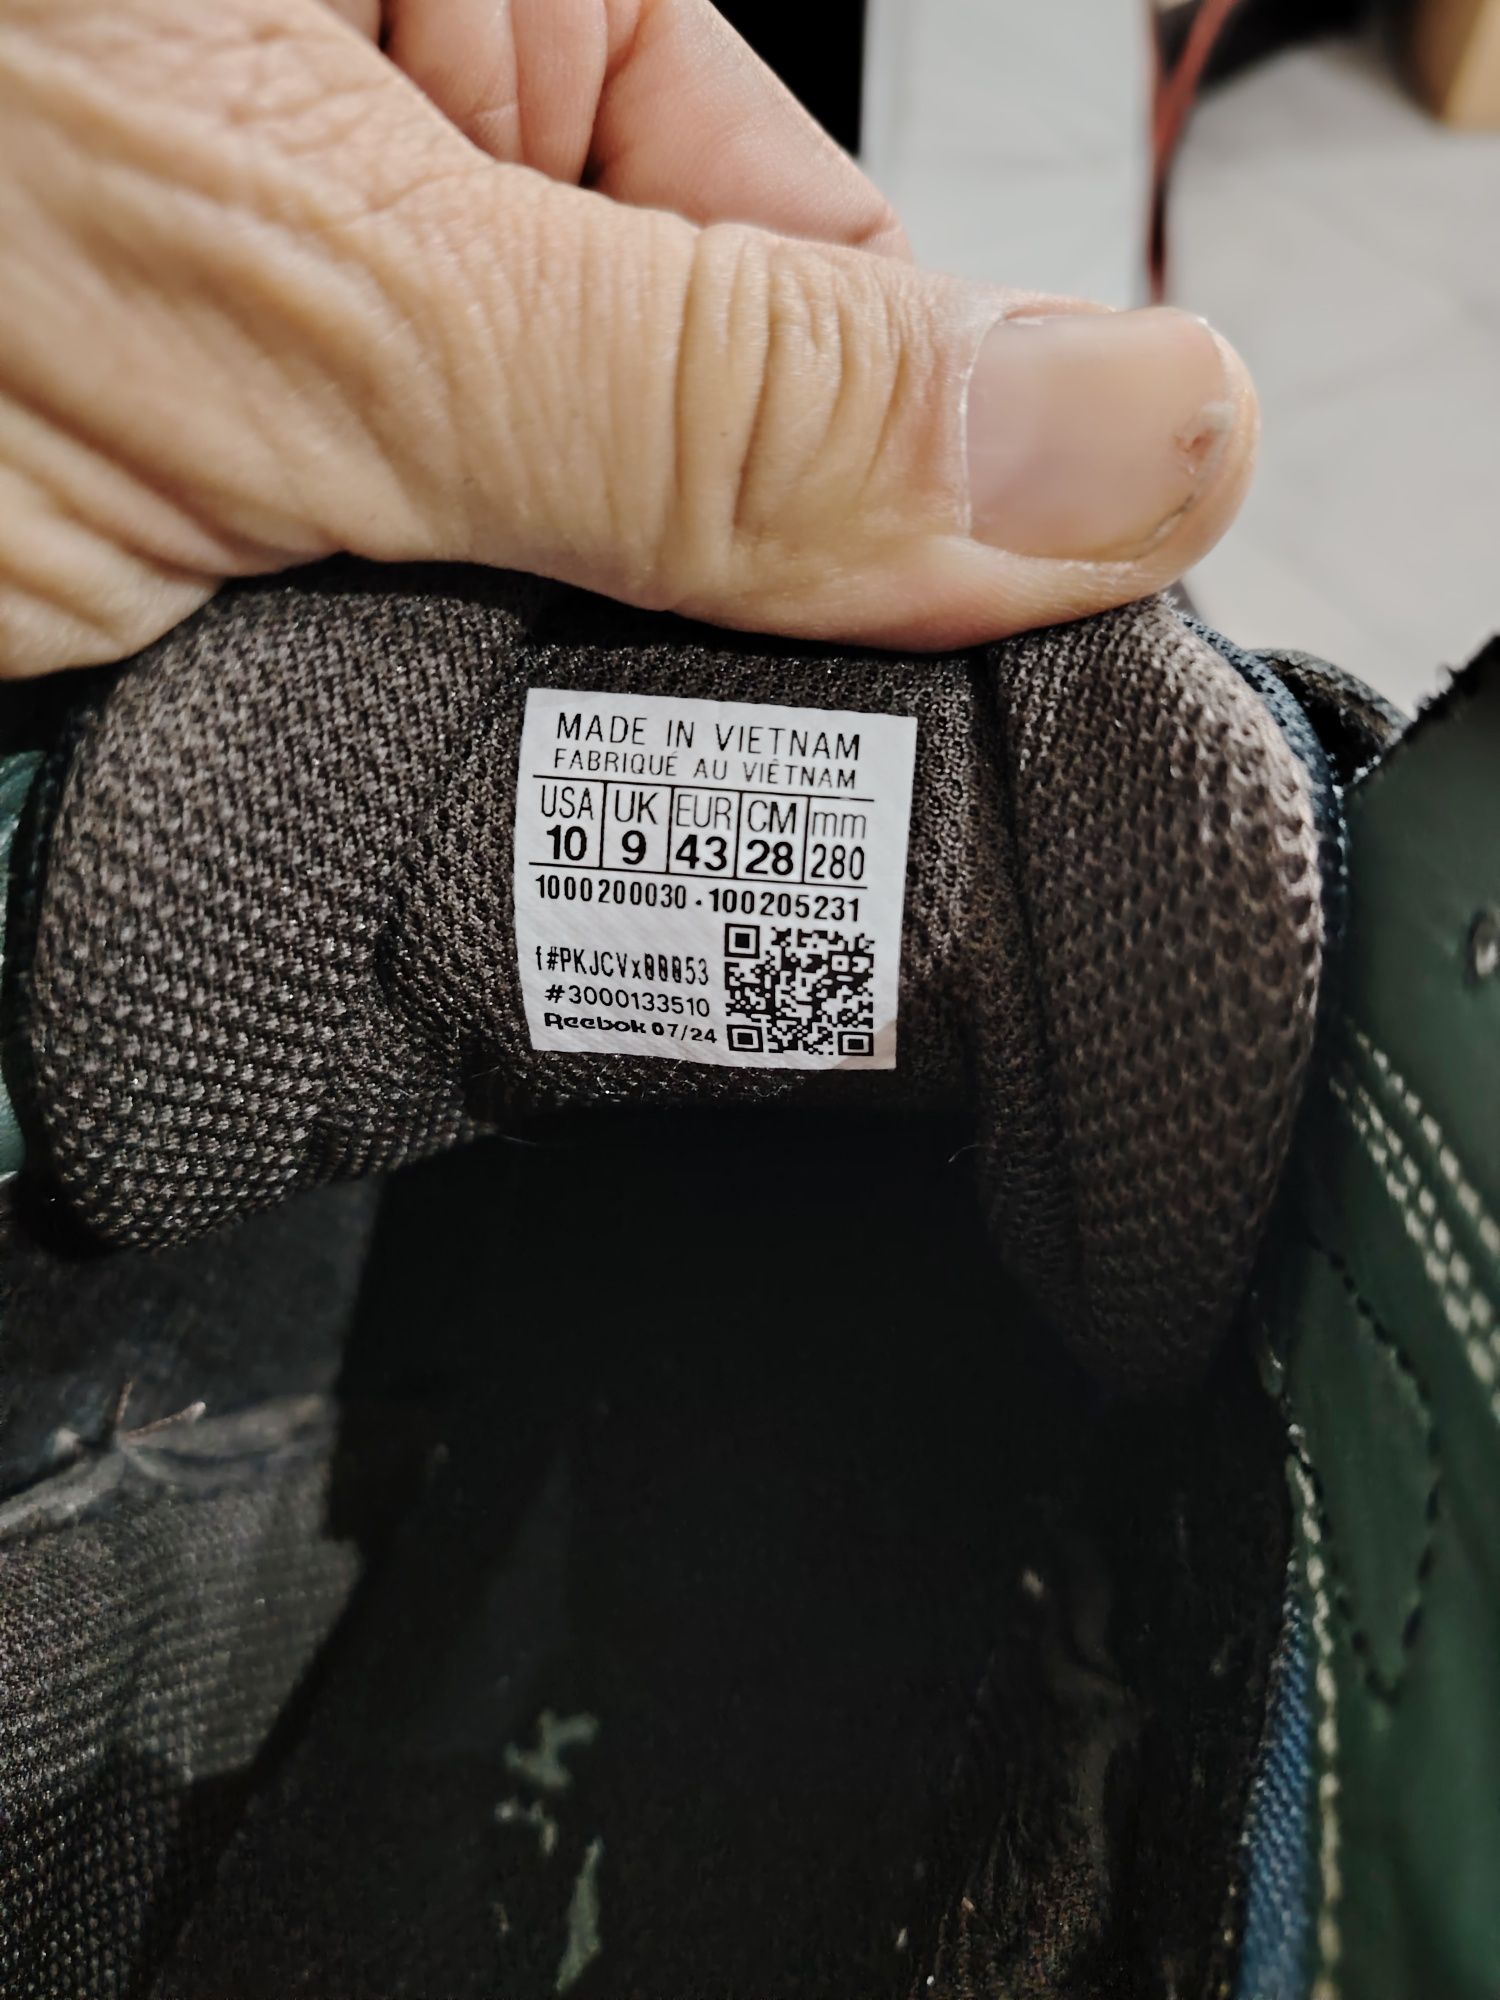 MADE IN VIETNAM
FABRIQUÉ AU VIÊTNAM
USA UK EUR CM mm
10 9 43 28 280
1000200030 · 100205231
f#PKJCVx00053
#3000133510
Reebok 07/24